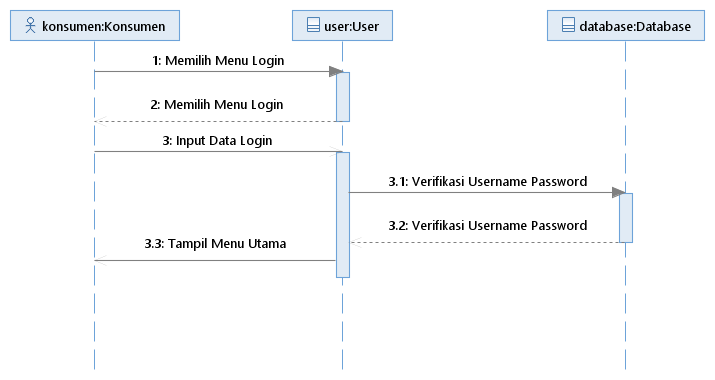 konsumen:Konsumen
user:User
database:Database
1: Memilih Menu Login
2: Memilih Menu Login
3: Input Data Login
3.1: Verifikasi Username Password
3.2: Verifikasi Username Password
3.3: Tampil Menu Utama